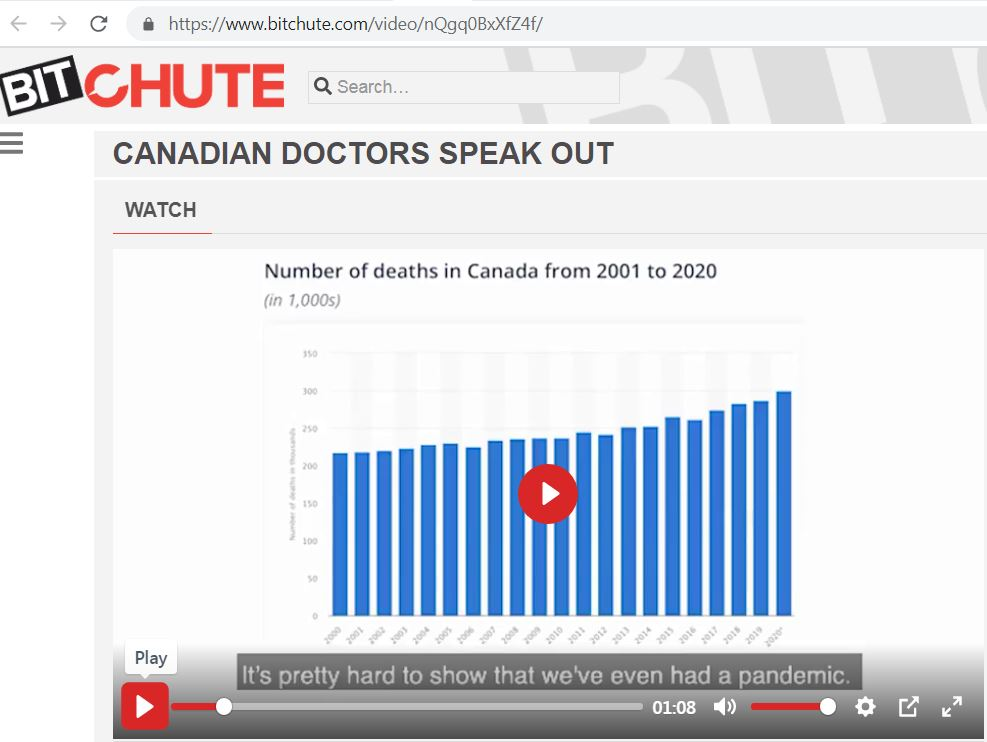 https://www.bitchute.com/video/nQgq0BxXfZ4f/
BITCHUTE
Search...
CANADIAN DOCTORS SPEAK OUT
WATCH
Number of deaths in Canada from 2001 to 2020
(in 1,000s)
350
300
250
200
150
100
50
0
Number of deaths in thousands
2000 2001 2002 2003 2004 2005 2006 2007 2008 2009 2010 2011 2012 2013 2014 2015 2016 2017 2018 2019 2020*
Play
It's pretty hard to show that we've even had a pandemic.
01:08